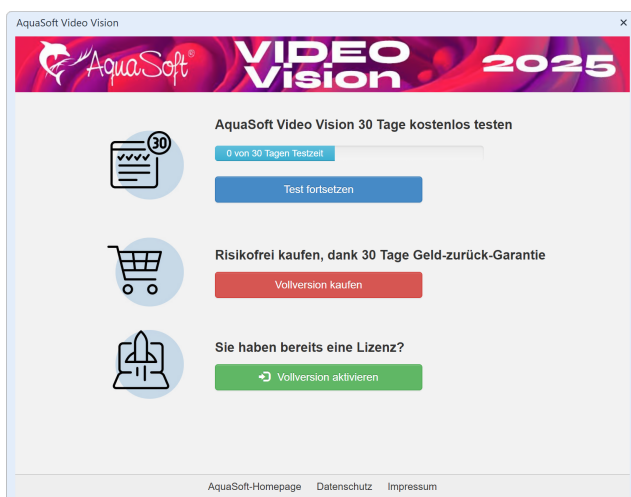 AquaSoft Video Vision
AquaSoft® VIDEO Vision 2025
AquaSoft Video Vision 30 Tage kostenlos testen
30
0 von 30 Tagen Testzeit
Test fortsetzen
Risikofrei kaufen, dank 30 Tage Geld-zurück-Garantie
Vollversion kaufen
Sie haben bereits eine Lizenz?
Vollversion aktivieren
AquaSoft-Homepage Datenschutz Impressum